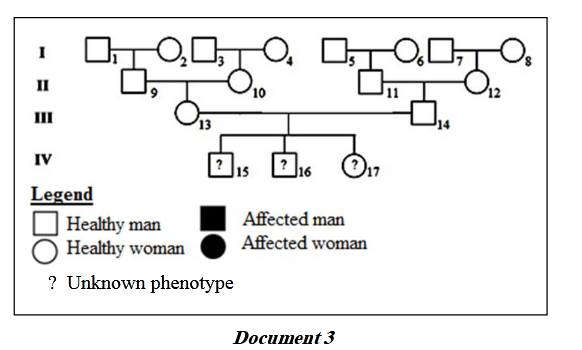 I 1 2 3 4 5 6 7 8
II 9 10 11 12
III 13 14
IV ? 15 ? 16 ? 17
Legend
Healthy man Affected man
Healthy woman Affected woman
? Unknown phenotype
Document 3